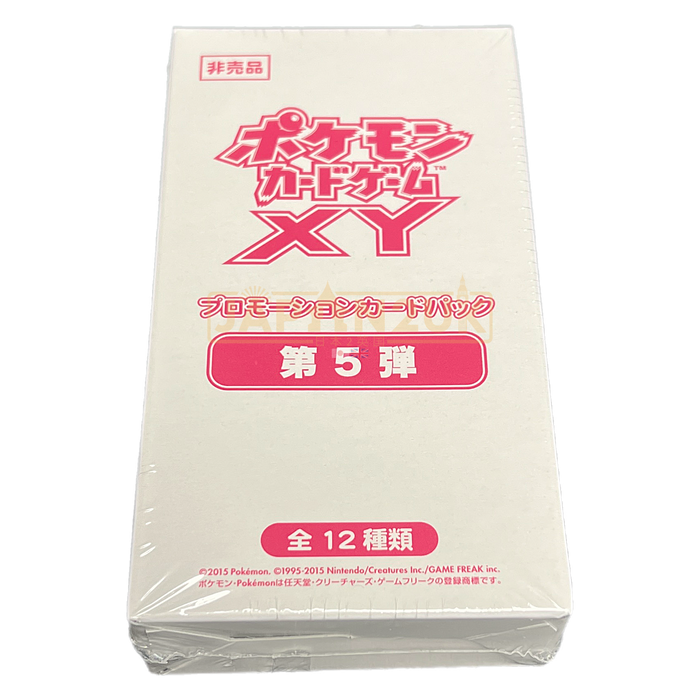 非売品
ポケモン
カードゲーム™
XY
プロモーションカードパック
JAPAN2UK
第5弾
全12種類
©2015 Pokémon. ©1995-2015 Nintendo/Creatures Inc./GAME FREAK inc.
ポケモン・Pokémonは任天堂・クリーチャーズ・ゲームフリークの登録商標です。